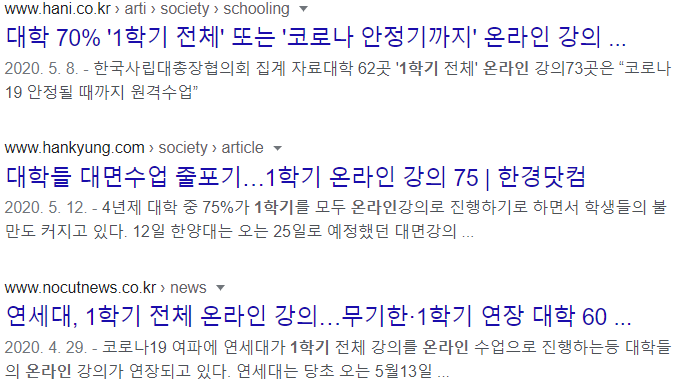 www.hani.co.kr › arti › society › schooling
대학 70% '1학기 전체' 또는 '코로나 안정기까지' 온라인 강의 ...
2020. 5. 8. - 한국사립대총장협의회 집계 자료대학 62곳 '1학기 전체' 온라인 강의73곳은 “코로나
19 안정될 때까지 원격수업”
www.hankyung.com › society › article
대학들 대면수업 줄포기…1학기 온라인 강의 75 | 한경닷컴
2020. 5. 12. - 4년제 대학 중 75%가 1학기를 모두 온라인강의로 진행하기로 하면서 학생들의 불
만도 커지고 있다. 12일 한양대는 오는 25일로 예정했던 대면강의 ...
www.nocutnews.co.kr › news
연세대, 1학기 전체 온라인 강의…무기한·1학기 연장 대학 60 ...
2020. 4. 29. - 코로나19 여파에 연세대가 1학기 전체 강의를 온라인 수업으로 진행하는등 대학들
의 온라인 강의가 연장되고 있다. 연세대는 당초 오는 5월13일 ...